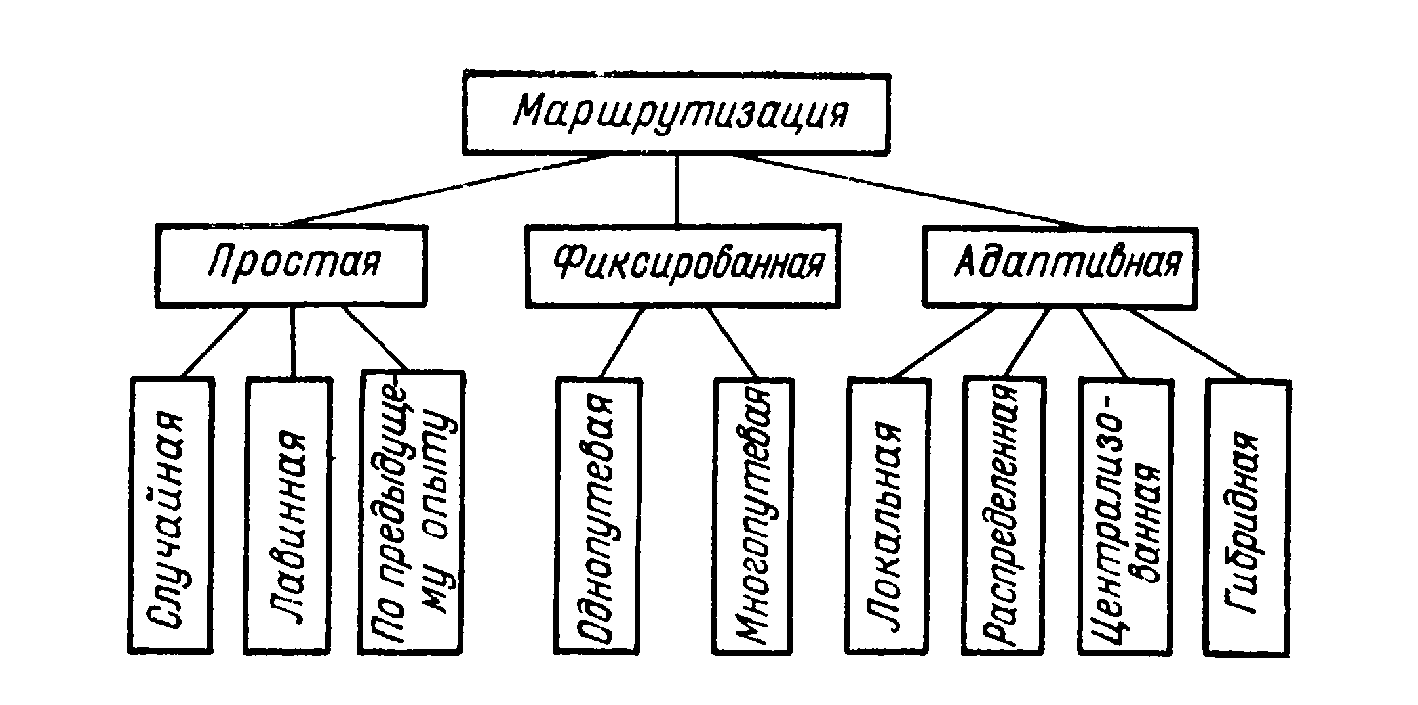 Маршрутизация
Простая
Фиксированная
Адаптивная
Случайная
Лавинная
По предыдуще-
му опыту
Однопутевая
Многопутевая
Локальная
Распределенная
Централизо-
ванная
Гибридная